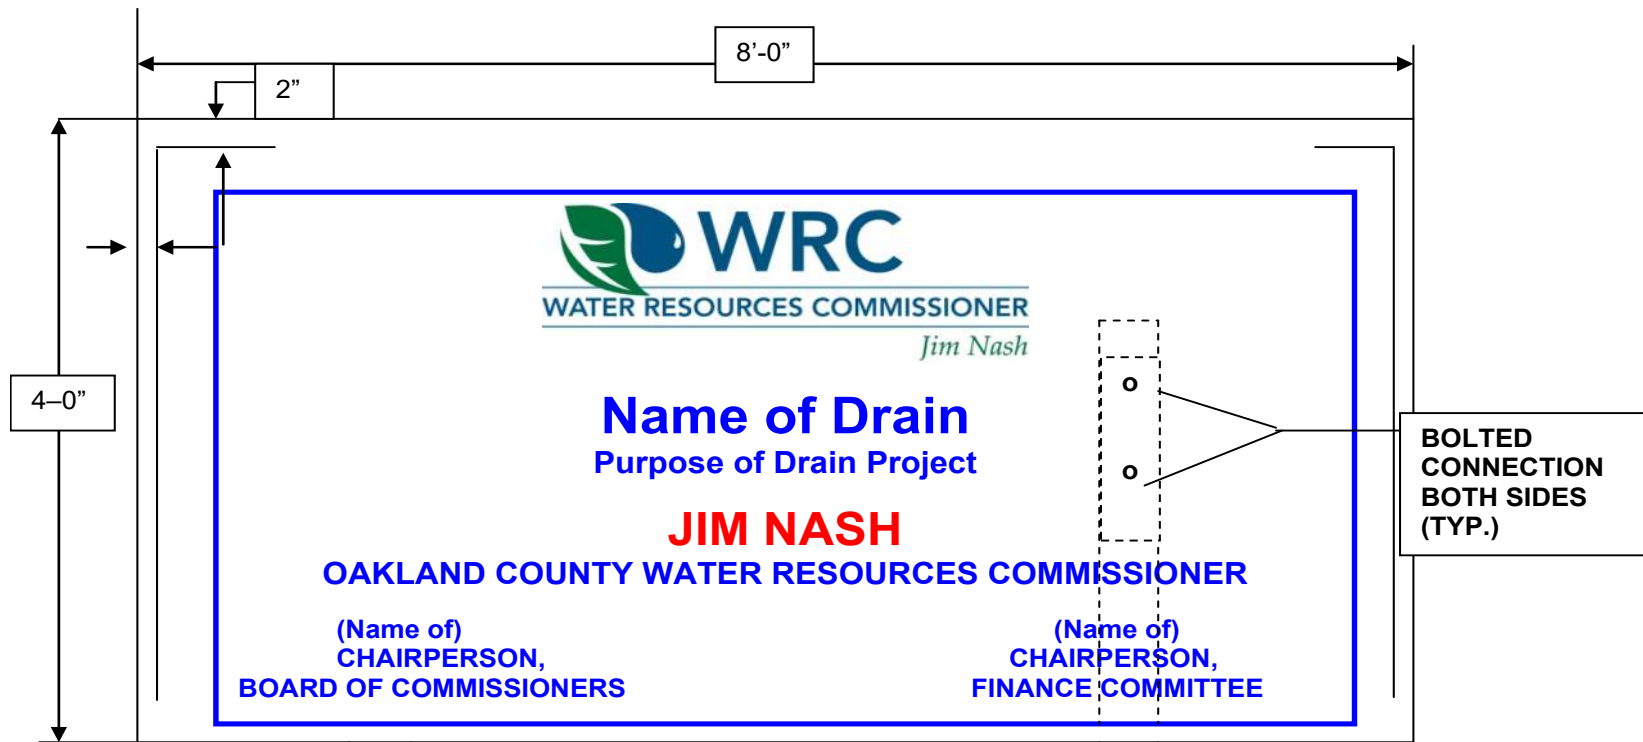 8’-0”
2”
WRC
WATER RESOURCES COMMISSIONER
Jim Nash
4–0”
o
Name of Drain
Purpose of Drain Project
o
BOLTED
CONNECTION
BOTH SIDES
(TYP.)
JIM NASH
OAKLAND COUNTY WATER RESOURCES COMMISSIONER
(Name of)
CHAIRPERSON,
BOARD OF COMMISSIONERS
(Name of)
CHAIRPERSON,
FINANCE COMMITTEE